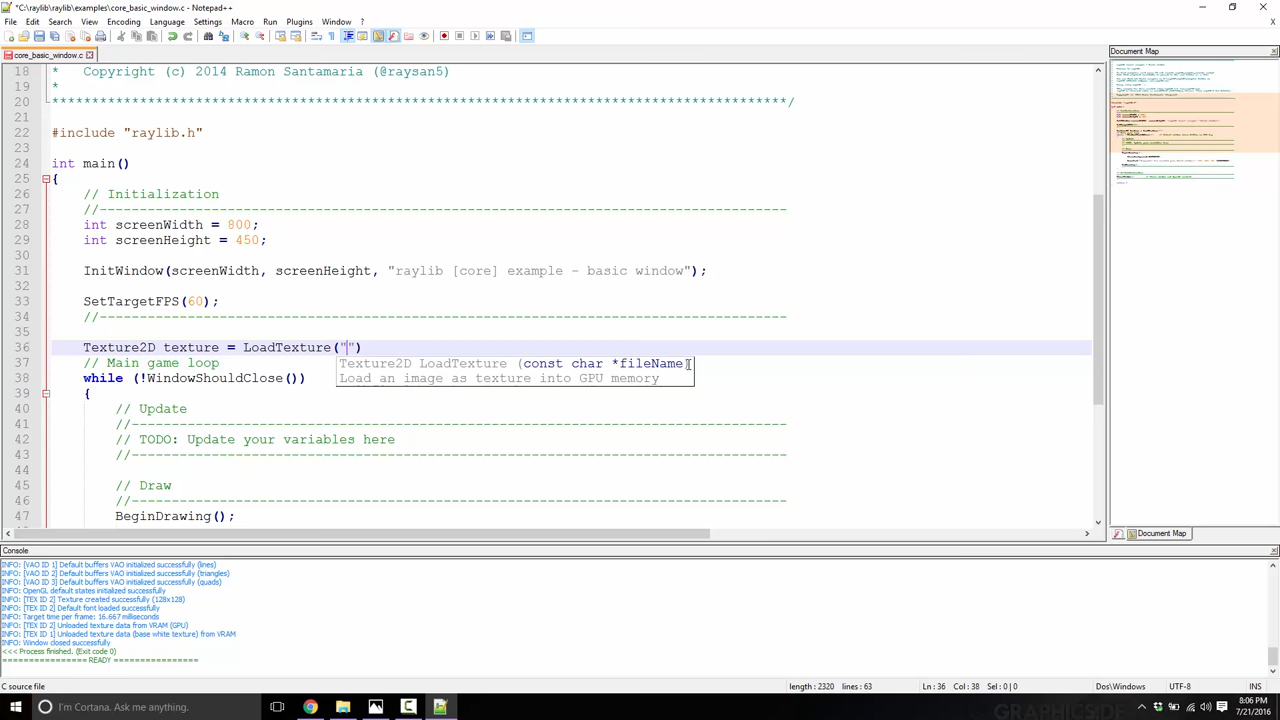 *C:\raylib\raylib\examples\core_basic_window.c - Notepad++
File Edit Search View Encoding Language Settings Macro Run Plugins Window ?
core_basic_window.c
Document Map
18 * Copyright (c) 2014 Ramon Santamaria (@raysan
19 *
20 ********************************************************************************************/
21
22 #include "raylib.h"
23
24 int main()
25 {
26 // Initialization
27 //--------------------------------------------------------------------------------------
28 int screenWidth = 800;
29 int screenHeight = 450;
30
31 InitWindow(screenWidth, screenHeight, "raylib [core] example - basic window");
32
33 SetTargetFPS(60);
34 //--------------------------------------------------------------------------------------
35
36 Texture2D texture = LoadTexture("")
37 // Main game loop
Texture2D LoadTexture (const char *fileName)
38 while (!WindowShouldClose())
Load an image as texture into GPU memory
39 {
40 // Update
41 //----------------------------------------------------------------------------------
42 // TODO: Update your variables here
43 //----------------------------------------------------------------------------------
44
45 // Draw
46 //----------------------------------------------------------------------------------
47 BeginDrawing();
Document Map
Console
INFO: [VAO ID 1] Default buffers VAO initialized successfully (lines)
INFO: [VAO ID 2] Default buffers VAO initialized successfully (triangles)
INFO: [VAO ID 3] Default buffers VAO initialized successfully (quads)
INFO: OpenGL default states initialized successfully
INFO: [TEX ID 2] Texture created successfully (128x128)
INFO: [TEX ID 2] Default font loaded successfully
INFO: Target time per frame: 16.667 milliseconds
INFO: [TEX ID 2] Unloaded texture data from VRAM (GPU)
INFO: [TEX ID 1] Unloaded texture data (base white texture) from VRAM
INFO: Window closed successfully
<<< Process finished. (Exit code 0)
================ READY ================
C source file length : 2320 lines : 63 Ln : 36 Col : 38 Sel : 0 | 0 Dos\Windows UTF-8 INS
I'm Cortana. Ask me anything.
GRAPHICSIDE
8:06 PM
7/21/2016